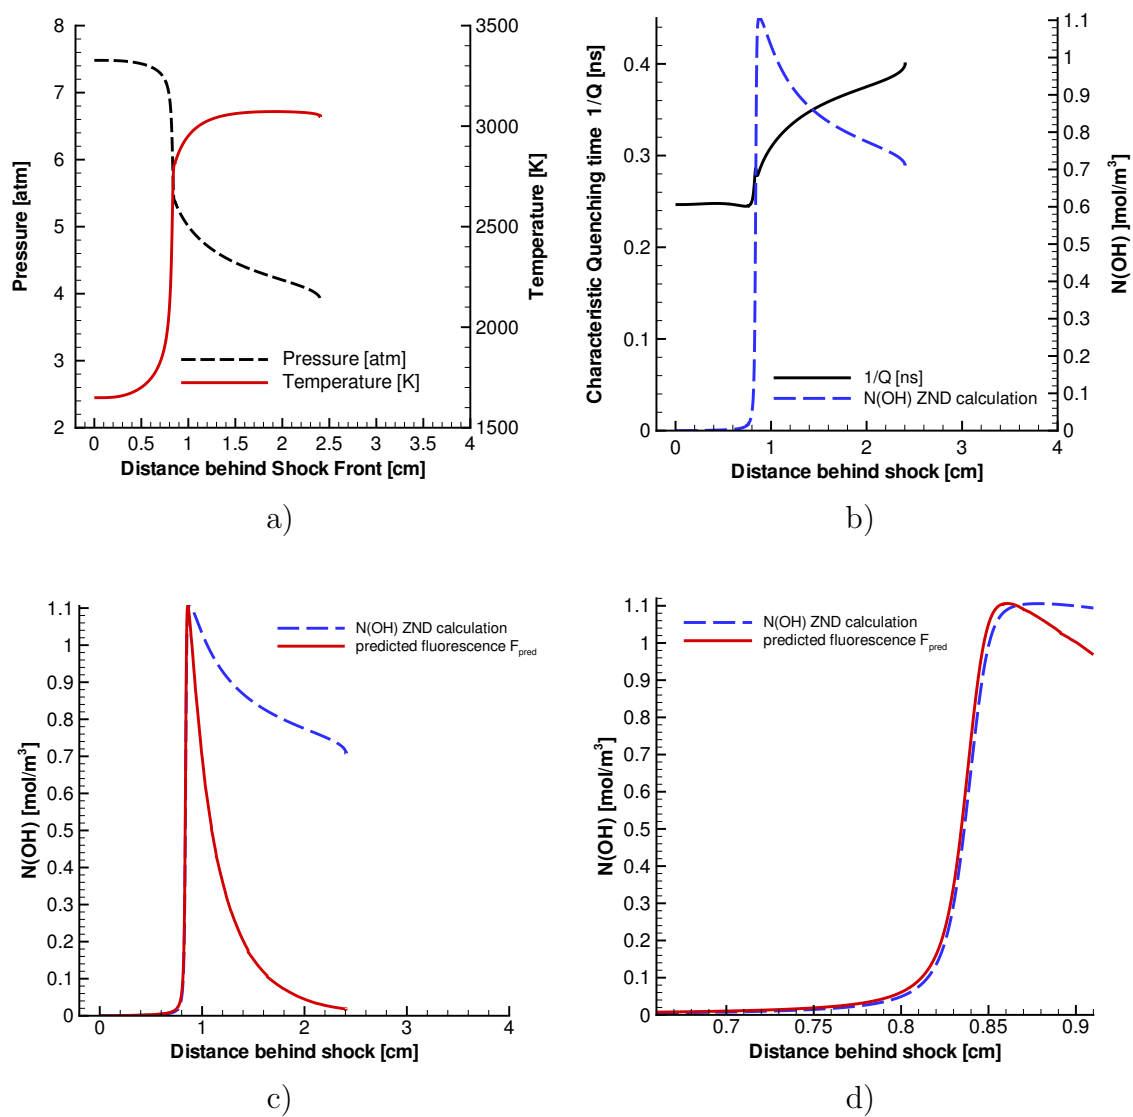 8
7
6
5
4
3
2
Pressure [atm]
3500
3000
2500
2000
1500
Temperature [K]
Pressure [atm]
Temperature [K]
0 0.5 1 1.5 2 2.5 3 3.5 4
Distance behind Shock Front [cm]
a)
0.4
0.3
0.2
0.1
0
Characteristic Quenching time 1/Q [ns]
1.1
1
0.9
0.8
0.7
0.6
0.5
0.4
0.3
0.2
0.1
0
N(OH) [mol/m³]
1/Q [ns]
N(OH) ZND calculation
0 1 2 3 4
Distance behind shock [cm]
b)
1.1
1
0.9
0.8
0.7
0.6
0.5
0.4
0.3
0.2
0.1
0
N(OH) [mol/m³]
N(OH) ZND calculation
predicted fluorescence Fpred
0 1 2 3 4
Distance behind shock [cm]
c)
1.1
1
0.9
0.8
0.7
0.6
0.5
0.4
0.3
0.2
0.1
0
N(OH) [mol/m³]
N(OH) ZND calculation
predicted fluorescence Fpred
0.7 0.75 0.8 0.85 0.9
Distance behind shock [cm]
d)